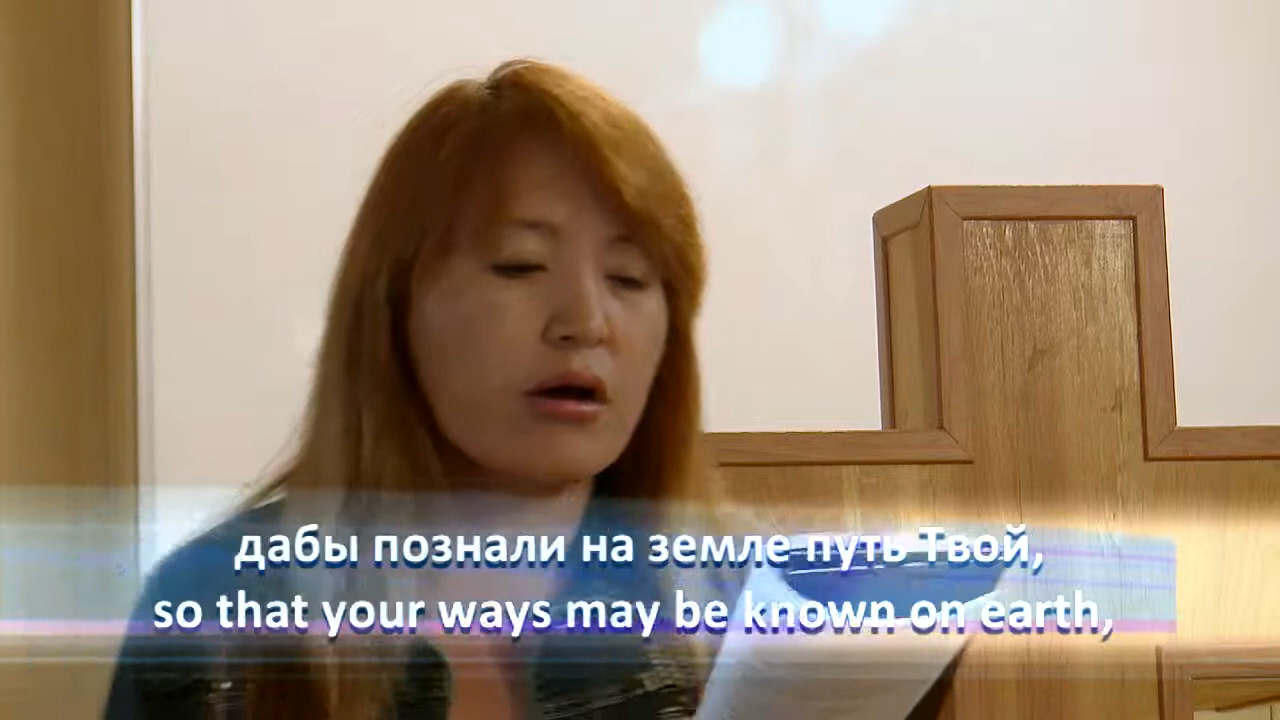 дабы познали на земле путь Твой,
so that your ways may be known on earth,